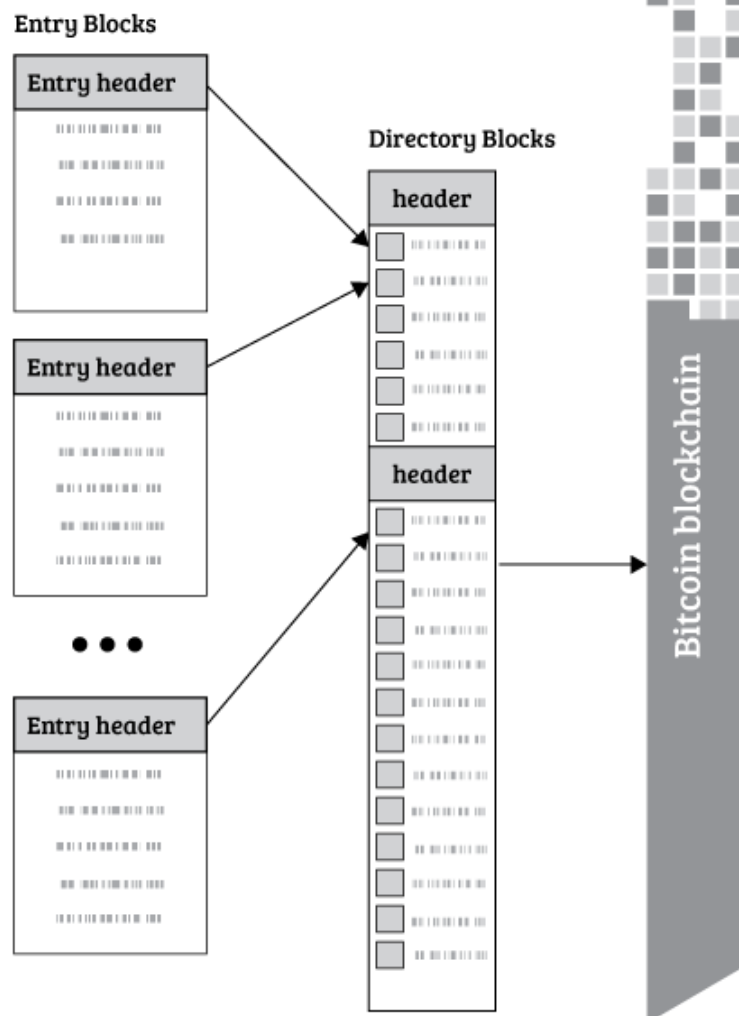 Entry Blocks
Entry header
Directory Blocks
header
Entry header
header
Bitcoin blockchain
Entry header